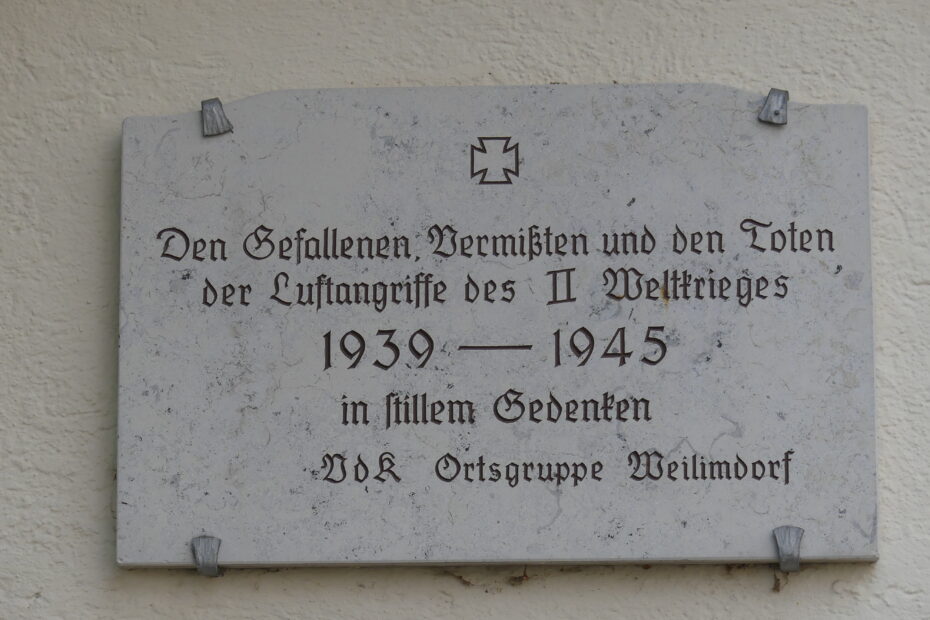 Den Gefallenen, Vermißten und den Toten
der Luftangriffe des II Weltkrieges
1939 — 1945
in stillem Gedenken
VdK Ortsgruppe Weilimdorf